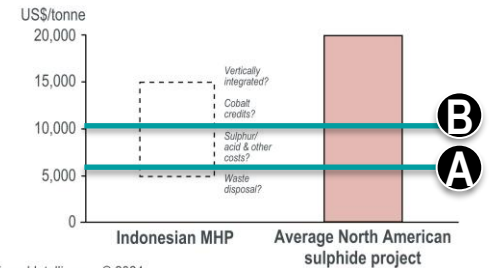 US$/tonne
20,000
15,000
10,000
5,000
0
Vertically
integrated?
Cobalt
credits?
Sulphur/
acid & other
costs?
Waste
disposal?
B
A
Indonesian MHP
Average North American
sulphide project